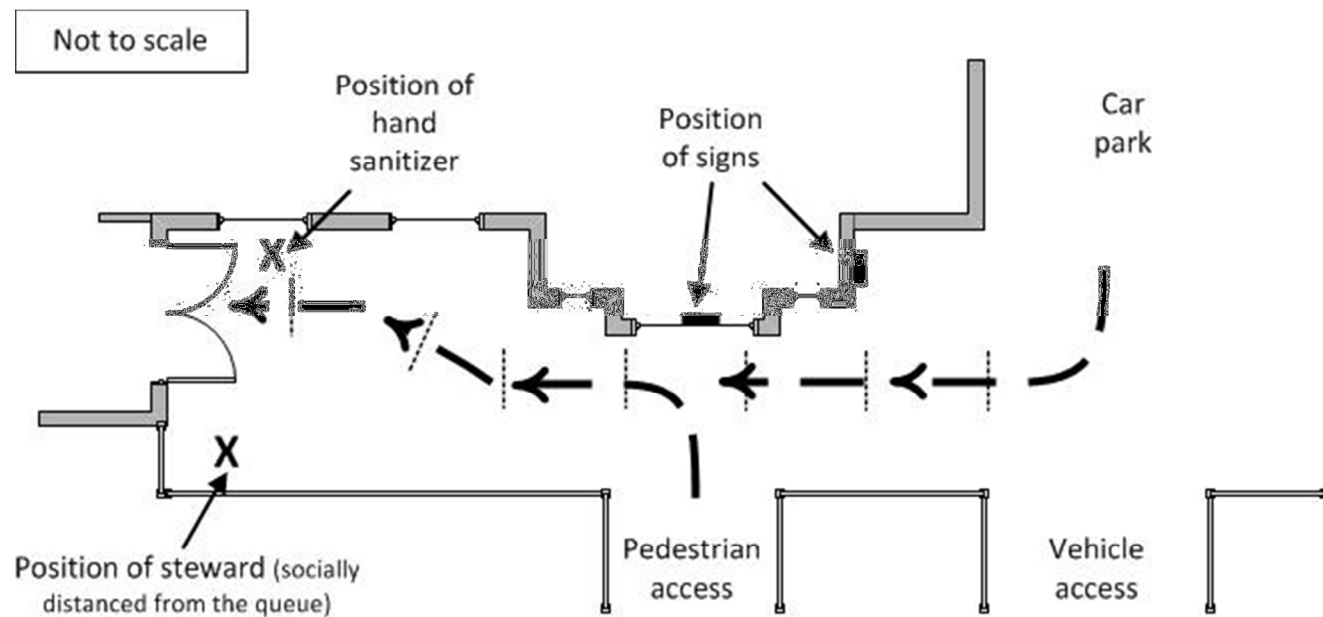 Not to scale
Position of
hand
sanitizer
Position
of signs
Car
park
X
X
Position of steward (socially
distanced from the queue)
Pedestrian
access
Vehicle
access